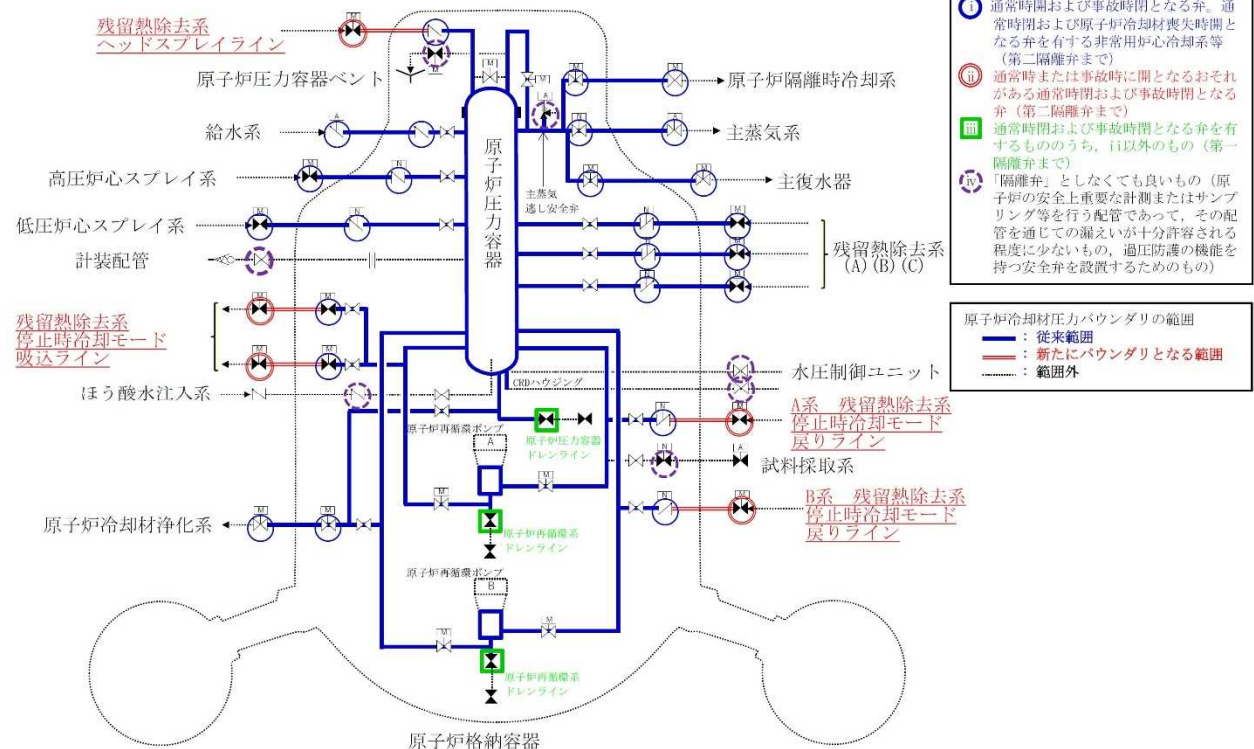 残留熱除去系
ヘッドスプレイライン
原子炉圧力容器ベント
給水系
高圧炉心スプレイ系
低圧炉心スプレイ系
計装配管
残留熱除去系
停止時冷却モード
吸込ライン
ほう酸水注入系
原子炉冷却材浄化系
原子炉圧力容器
主蒸気
逃し安全弁
原子炉隔離時冷却系
主蒸気系
主復水器
残留熱除去系
(A)(B)(C)
水圧制御ユニット
CRDハウジング
原子炉圧力容器
ドレンライン
A系 残留熱除去系
停止時冷却モード
戻りライン
試料採取系
B系 残留熱除去系
停止時冷却モード
戻りライン
原子炉再循環ポンプ
A
原子炉再循環系
ドレンライン
原子炉再循環ポンプ
B
原子炉再循環系
ドレンライン
原子炉格納容器
i 通常時開および事故時閉となる弁。通
常時閉および原子炉冷却材喪失時開と
なる弁を有する非常用炉心冷却系等
(第二隔離弁まで)
ii 通常時または事故時に開となるおそれ
がある通常時閉および事故時閉となる
弁(第二隔離弁まで)
iii 通常時閉および事故時閉となる弁を有
するもののうち,ii以外のもの(第一
隔離弁まで)
iv 「隔離弁」としなくても良いもの(原
子炉の安全上重要な計測またはサンプ
リング等を行う配管であって,その配
管を通じての漏えいが十分許容される
程度に少ないもの,過圧防護の機能を
持つ安全弁を設置するためのもの)
原子炉冷却材圧力バウンダリの範囲
:従来範囲
:新たにバウンダリとなる範囲
:範囲外